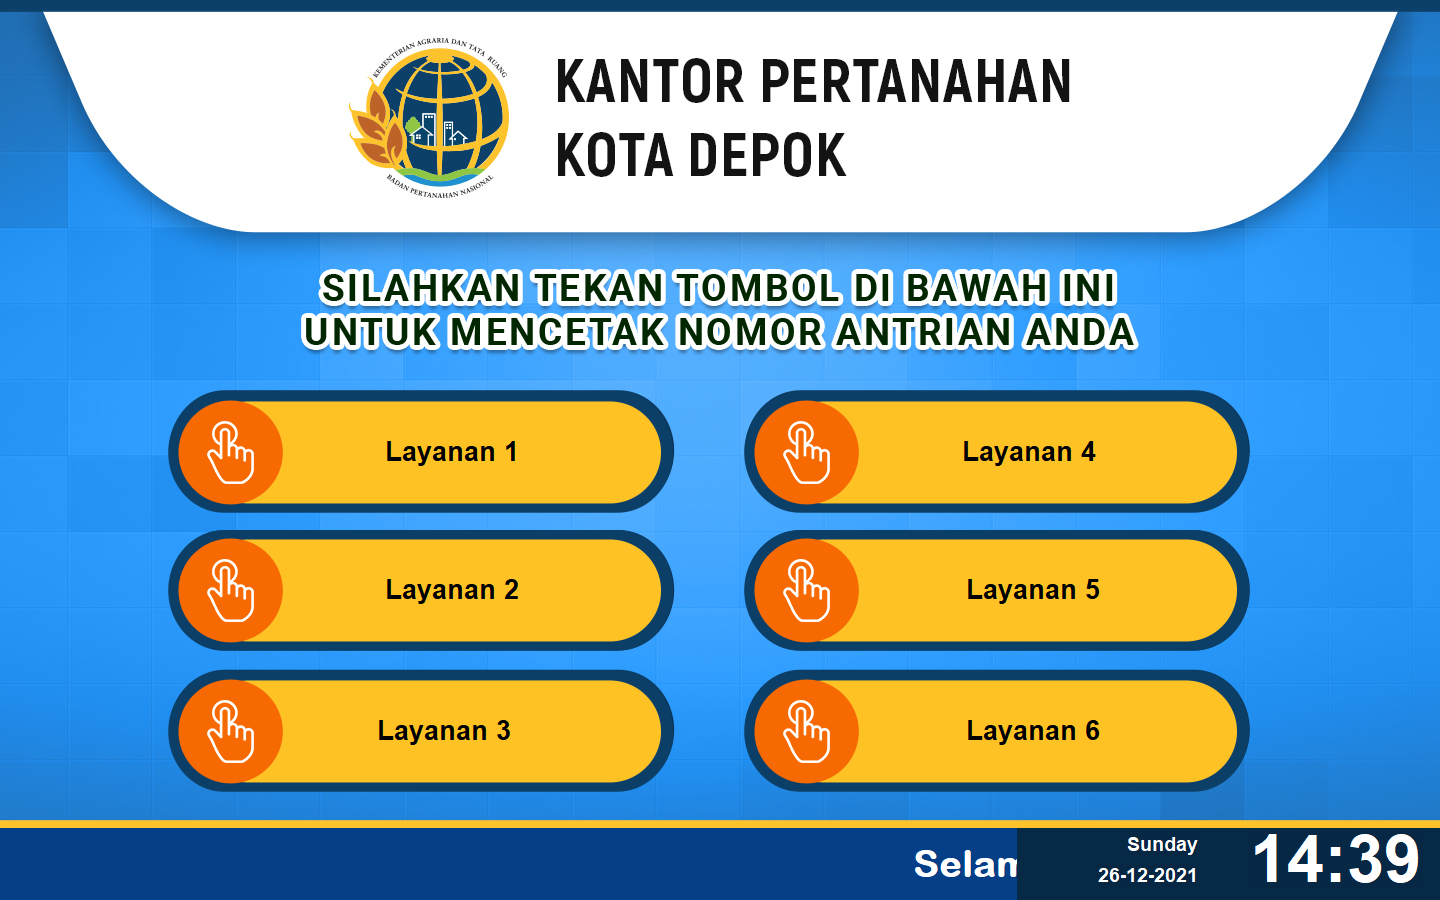 KEMENTERIAN AGRARIA DAN TATA RUANG
BADAN PERTANAHAN NASIONAL
KANTOR PERTANAHAN
KOTA DEPOK
SILAHKAN TEKAN TOMBOL DI BAWAH INI
UNTUK MENCETAK NOMOR ANTRIAN ANDA
Layanan 1
Layanan 4
Layanan 2
Layanan 5
Layanan 3
Layanan 6
Selam
Sunday
26-12-2021
14:39